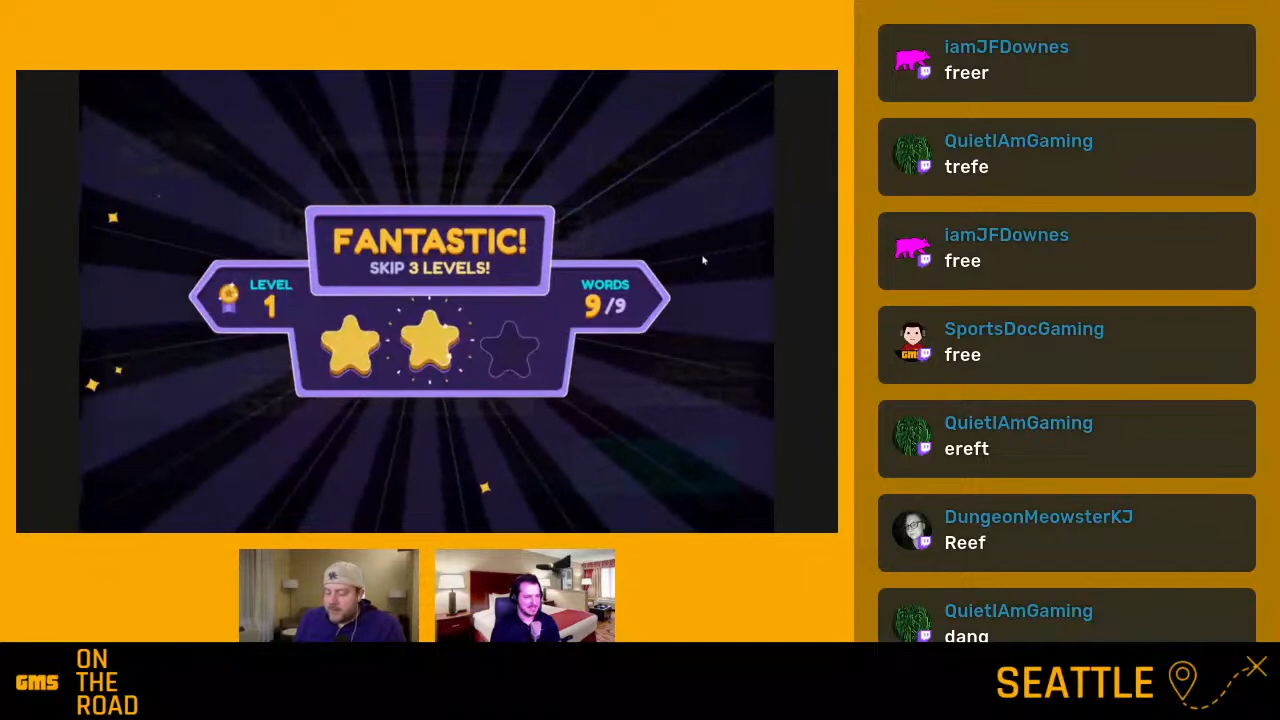 FANTASTIC!
SKIP 3 LEVELS!
LEVEL
1
WORDS
9/9
iamJFDownes
freer
QuietIAmGaming
trefe
iamJFDownes
free
SportsDocGaming
free
QuietIAmGaming
ereft
DungeonMeowsterKJ
Reef
QuietIAmGaming
dang
GMS
ON
THE
ROAD
SEATTLE